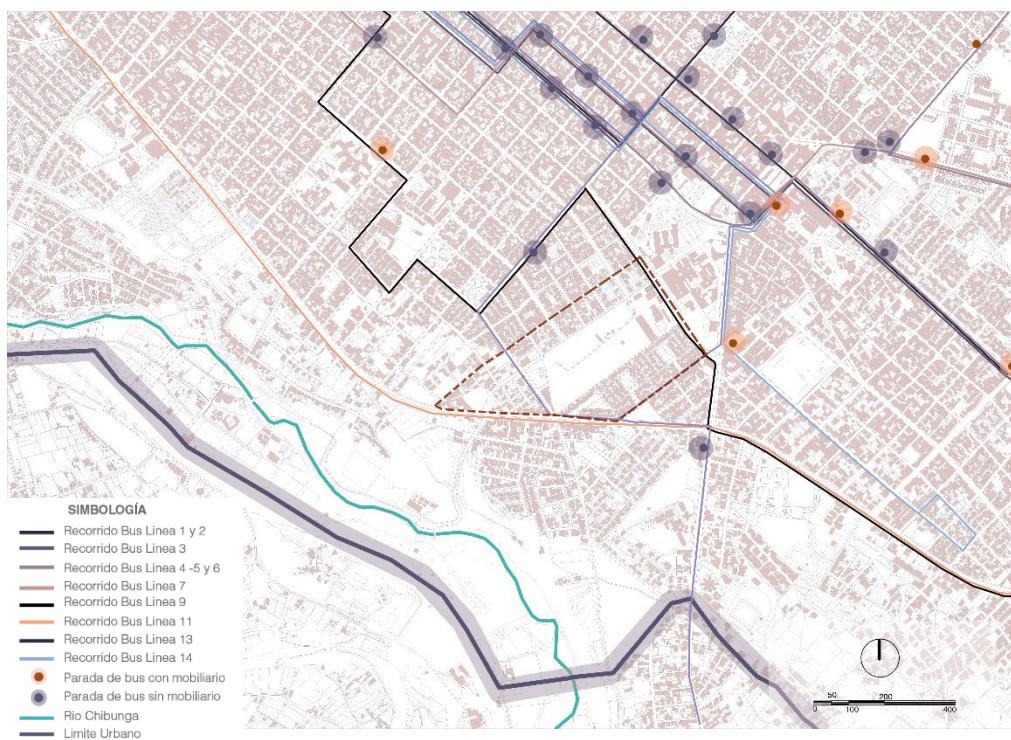 SIMBOLOGÍA
Recorrido Bus Linea 1 y 2
Recorrido Bus Linea 3
Recorrido Bus Linea 4 -5 y 6
Recorrido Bus Linea 7
Recorrido Bus Linea 9
Recorrido Bus Linea 11
Recorrido Bus Linea 13
Recorrido Bus Linea 14
Parada de bus con mobiliario
Parada de bus sin mobiliario
Rio Chibunga
Limite Urbano
50 200
0 100 400